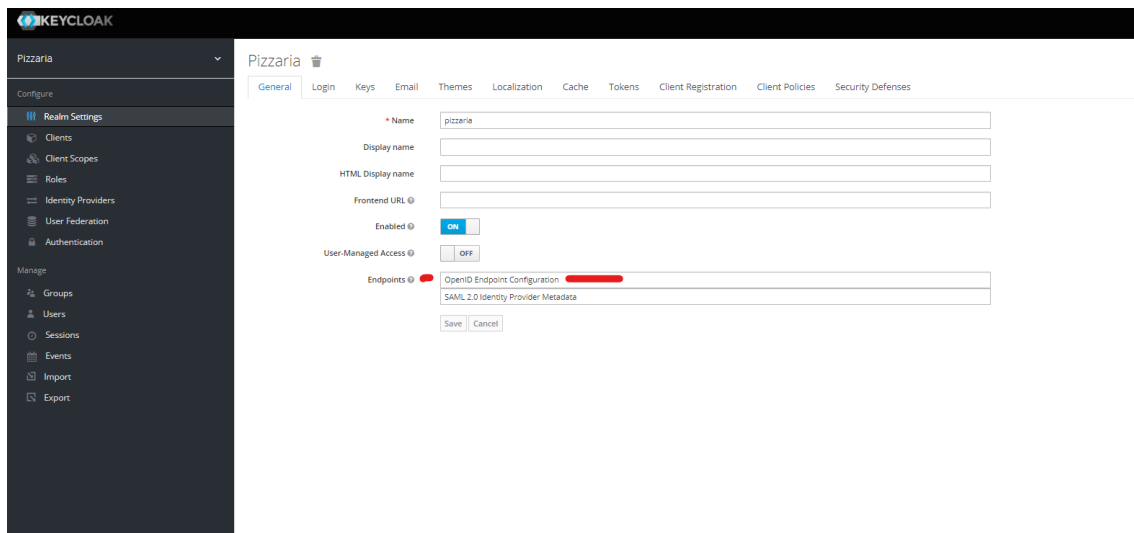 KEYCLOAK
Pizzaria
Pizzaria
General Login Keys Email Themes Localization Cache Tokens Client Registration Client Policies Security Defenses
Configure
Realm Settings
Clients
Client Scopes
Roles
Identity Providers
User Federation
Authentication
Manage
Groups
Users
Sessions
Events
Import
Export
* Name pizzaria
Display name
HTML Display name
Frontend URL
Enabled ON
User-Managed Access OFF
Endpoints OpenID Endpoint Configuration
SAML 2.0 Identity Provider Metadata
Save Cancel